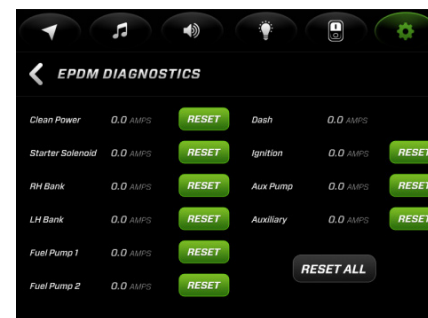 EPDM DIAGNOSTICS
Clean Power 0.0 AMPS RESET Dash 0.0 AMPS
Starter Solenoid 0.0 AMPS RESET Ignition 0.0 AMPS RESET
RH Bank 0.0 AMPS RESET Aux Pump 0.0 AMPS RESET
LH Bank 0.0 AMPS RESET Auxiliary 0.0 AMPS RESET
Fuel Pump 1 0.0 AMPS RESET
RESET ALL
Fuel Pump 2 0.0 AMPS RESET